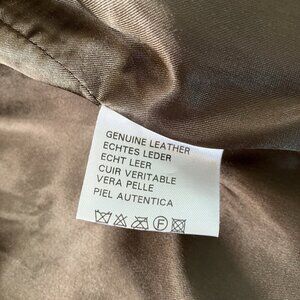 GENUINE LEATHER
ECHTES LEDER
ECHT LEER
CUIR VERITABLE
VERA PELLE
PIEL AUTENTICA
F